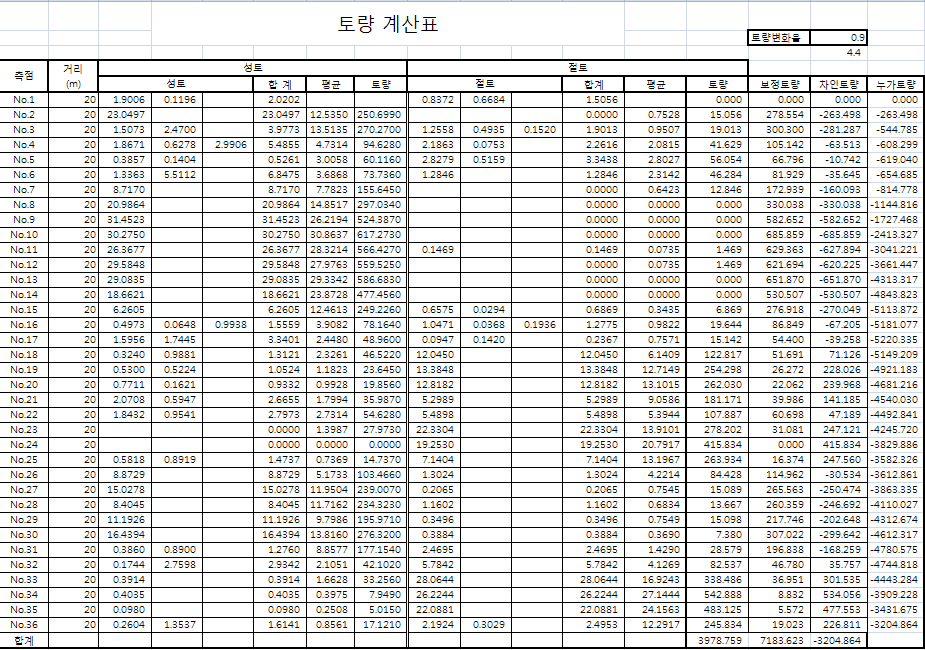 토량 계산표
토량변화율 0.9
4.4
측점 거리 (m) 성토 절토
성토 합 계 평균 토량 절토 합계 평균 토량 보정토량 차인토량 누가토량
No.1 20 1.9006 0.1196 2.0202 0.8372 0.6684 1.5056 0.000 0.000 0.000 0.000
No.2 20 23.0497 23.0497 12.5350 250.6990 0.0000 0.7528 15.056 278.554 -263.498 -263.498
No.3 20 1.5073 2.4700 3.9773 13.5135 270.2700 1.2558 0.4935 0.1520 1.9013 0.9507 19.013 300.300 -281.287 -544.785
No.4 20 1.8671 0.6278 2.9906 5.4855 4.7314 94.6280 2.1863 0.0753 2.2616 2.0815 41.629 105.142 -63.513 -608.299
No.5 20 0.3857 0.1404 0.5261 3.0058 60.1160 2.8279 0.5159 3.3438 2.8027 56.054 66.796 -10.742 -619.040
No.6 20 1.3363 5.5112 6.8475 3.6868 73.7360 1.2846 1.2846 2.3142 46.284 81.929 -35.645 -654.685
No.7 20 8.7170 8.7170 7.7823 155.6450 0.0000 0.6423 12.846 172.939 -160.093 -814.778
No.8 20 20.9864 20.9864 14.8517 297.0340 0.0000 0.0000 0.000 330.038 -330.038 -1144.816
No.9 20 31.4523 31.4523 26.2194 524.3870 0.0000 0.0000 0.000 582.652 -582.652 -1727.468
No.10 20 30.2750 30.2750 30.8637 617.2730 0.0000 0.0000 0.000 685.859 -685.859 -2413.327
No.11 20 26.3677 26.3677 28.3214 566.4270 0.1469 0.1469 0.0735 1.469 629.363 -627.894 -3041.221
No.12 20 29.5848 29.5848 27.9763 559.5250 0.0000 0.0735 1.469 621.694 -620.225 -3661.447
No.13 20 29.0835 29.0835 29.3342 586.6830 0.0000 0.0000 0.000 651.870 -651.870 -4313.317
No.14 20 18.6621 18.6621 23.8728 477.4560 0.0000 0.0000 0.000 530.507 -530.507 -4843.823
No.15 20 6.2605 6.2605 12.4613 249.2260 0.6575 0.0294 0.6869 0.3435 6.869 276.918 -270.049 -5113.872
No.16 20 0.4973 0.0648 0.9938 1.5559 3.9082 78.1640 1.0471 0.0368 0.1936 1.2775 0.9822 19.644 86.849 -67.205 -5181.077
No.17 20 1.5956 1.7445 3.3401 2.4480 48.9600 0.0947 0.1420 0.2367 0.7571 15.142 54.400 -39.258 -5220.335
No.18 20 0.3240 0.9881 1.3121 2.3261 46.5220 12.0450 12.0450 6.1409 122.817 51.691 71.126 -5149.209
No.19 20 0.5300 0.5224 1.0524 1.1823 23.6450 13.3848 13.3848 12.7149 254.298 26.272 228.026 -4921.183
No.20 20 0.7711 0.1621 0.9332 0.9928 19.8560 12.8182 12.8182 13.1015 262.030 22.062 239.968 -4681.216
No.21 20 2.0708 0.5947 2.6655 1.7994 35.9870 5.2989 5.2989 9.0586 181.171 39.986 141.185 -4540.030
No.22 20 1.8432 0.9541 2.7973 2.7314 54.6280 5.4898 5.4898 5.3944 107.887 60.698 47.189 -4492.841
No.23 20 0.0000 1.3987 27.9730 22.3304 22.3304 13.9101 278.202 31.081 247.121 -4245.720
No.24 20 0.0000 0.0000 0.0000 19.2530 19.2530 20.7917 415.834 0.000 415.834 -3829.886
No.25 20 0.5818 0.8919 1.4737 0.7369 14.7370 7.1404 7.1404 13.1967 263.934 16.374 247.560 -3582.326
No.26 20 8.8729 8.8729 5.1733 103.4660 1.3024 1.3024 4.2214 84.428 114.962 -30.534 -3612.861
No.27 20 15.0278 15.0278 11.9504 239.0070 0.2065 0.2065 0.7545 15.089 265.563 -250.474 -3863.335
No.28 20 8.4045 8.4045 11.7162 234.3230 1.1602 1.1602 0.6834 13.667 260.359 -246.692 -4110.027
No.29 20 11.1926 11.1926 9.7986 195.9710 0.3496 0.3496 0.7549 15.098 217.746 -202.648 -4312.674
No.30 20 16.4394 16.4394 13.8160 276.3200 0.3884 0.3884 0.3690 7.380 307.022 -299.642 -4612.317
No.31 20 0.3860 0.8900 1.2760 8.8577 177.1540 2.4695 2.4695 1.4290 28.579 196.838 -168.259 -4780.575
No.32 20 0.1744 2.7598 2.9342 2.1051 42.1020 5.7842 5.7842 4.1269 82.537 46.780 35.757 -4744.818
No.33 20 0.3914 0.3914 1.6628 33.2560 28.0644 28.0644 16.9243 338.486 36.951 301.535 -4443.284
No.34 20 0.4035 0.4035 0.3975 7.9490 26.2244 26.2244 27.1444 542.888 8.832 534.056 -3909.228
No.35 20 0.0980 0.0980 0.2508 5.0150 22.0881 22.0881 24.1563 483.125 5.572 477.553 -3431.675
No.36 20 0.2604 1.3537 1.6141 0.8561 17.1210 2.1924 0.3029 2.4953 12.2917 245.834 19.023 226.811 -3204.864
합계 3978.759 7183.623 -3204.864